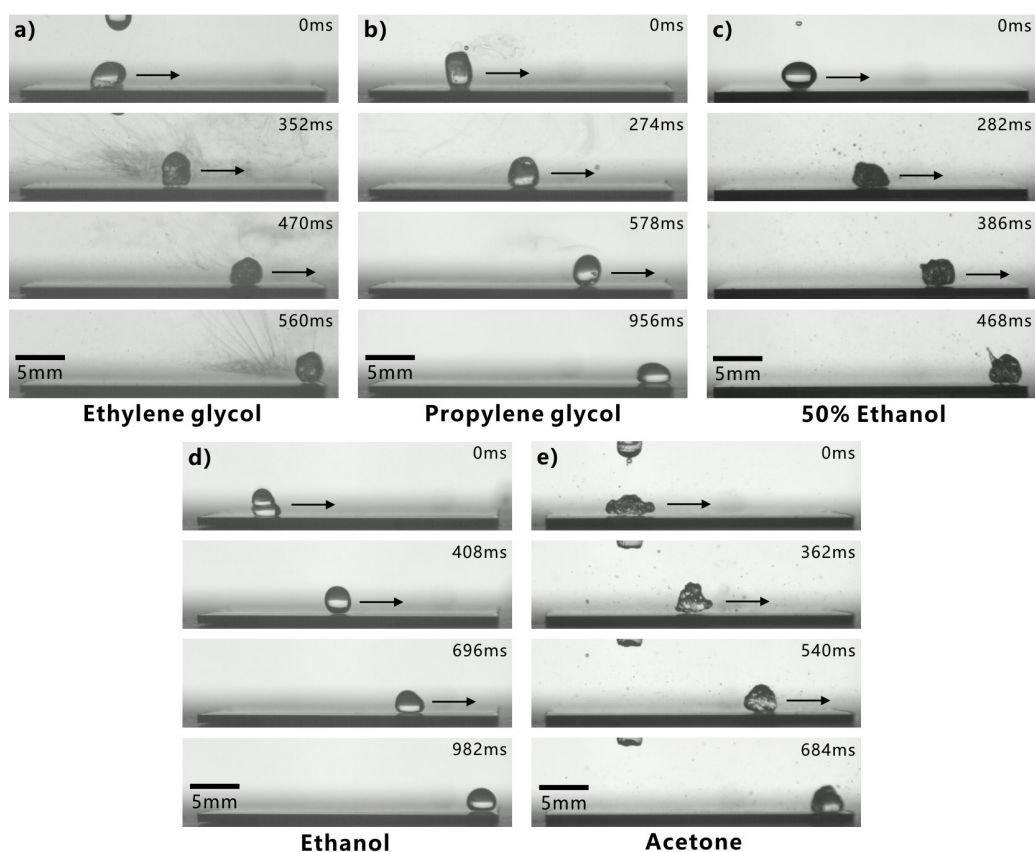 a)
0ms
352ms
470ms
560ms
5mm
Ethylene glycol
b)
0ms
274ms
578ms
956ms
5mm
Propylene glycol
c)
0ms
282ms
386ms
468ms
5mm
50% Ethanol
d)
0ms
408ms
696ms
982ms
5mm
Ethanol
e)
0ms
362ms
540ms
684ms
5mm
Acetone